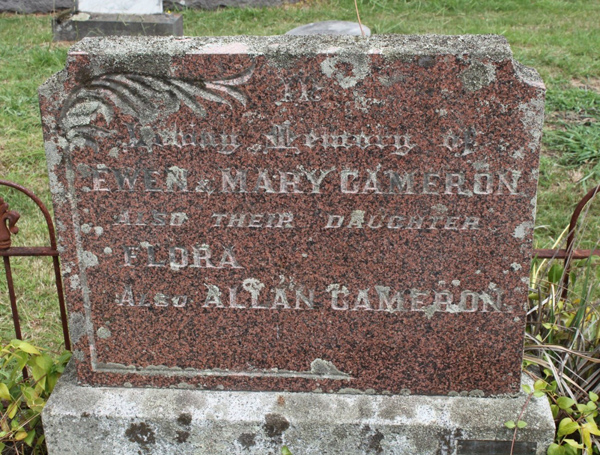 In
Loving Memory of
EWEN & MARY CAMERON
ALSO THEIR DAUGHTER
FLORA
ALSO ALLAN CAMERON